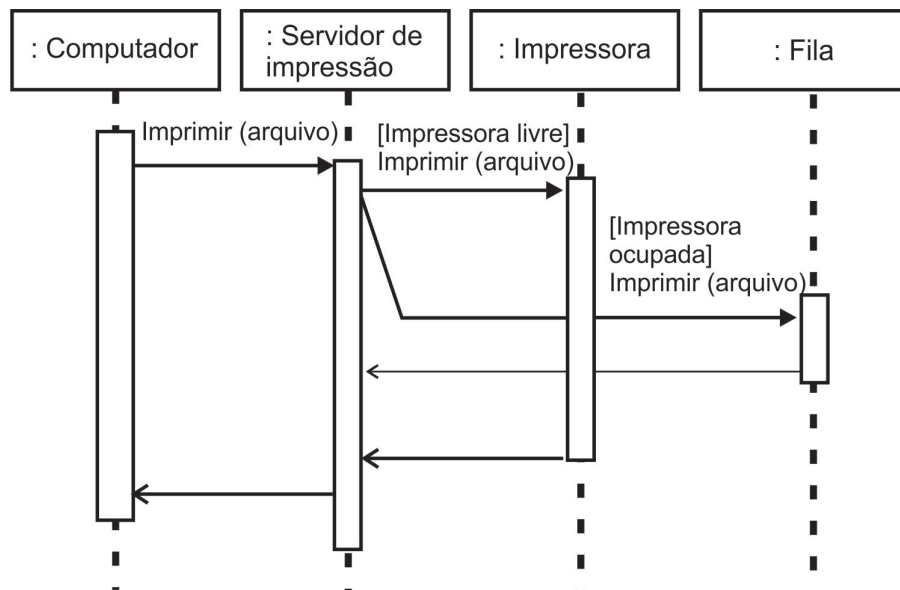 : Computador
: Servidor de
impressão
: Impressora
: Fila
Imprimir (arquivo)
[Impressora livre]
Imprimir (arquivo)
[Impressora
ocupada]
Imprimir (arquivo)